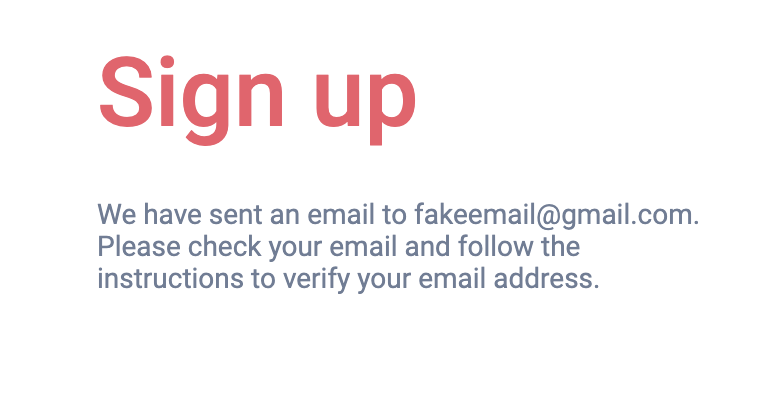 Sign up
We have sent an email to fakeemail@gmail.com.
Please check your email and follow the
instructions to verify your email address.